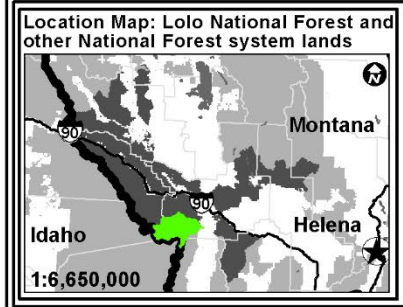 Location Map: Lolo National Forest and
other National Forest system lands
N
90
Montana
90
Helena
Idaho
1:6,650,000